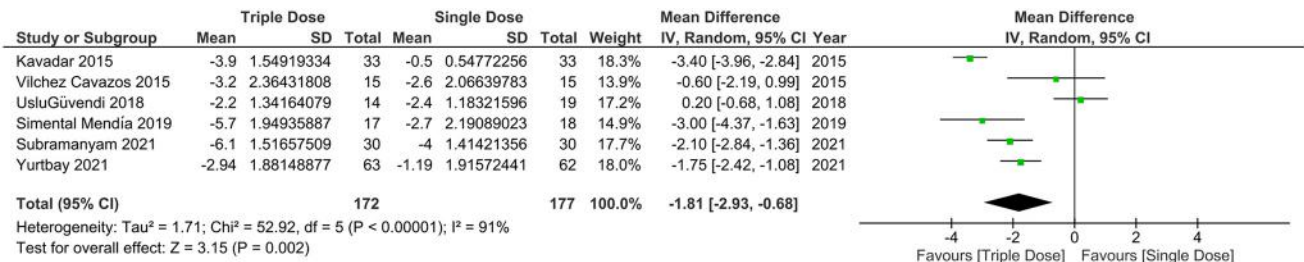 Triple Dose Single Dose Mean Difference Mean Difference
Study or Subgroup Mean SD Total Mean SD Total Weight IV, Random, 95% CI Year IV, Random, 95% CI
Kavadar 2015 -3.9 1.54919334 33 -0.5 0.54772256 33 18.3% -3.40 [-3.96, -2.84] 2015
Vilchez Cavazos 2015 -3.2 2.36431808 15 -2.6 2.06639783 15 13.9% -0.60 [-2.19, 0.99] 2015
UsluGüvendi 2018 -2.2 1.34164079 14 -2.4 1.18321596 19 17.2% 0.20 [-0.68, 1.08] 2018
Simental Mendía 2019 -5.7 1.94935887 17 -2.7 2.19089023 18 14.9% -3.00 [-4.37, -1.63] 2019
Subramanyam 2021 -6.1 1.51657509 30 -4 1.41421356 30 17.7% -2.10 [-2.84, -1.36] 2021
Yurtbay 2021 -2.94 1.88148877 63 -1.19 1.91572441 62 18.0% -1.75 [-2.42, -1.08] 2021
Total (95% CI) 172 177 100.0% -1.81 [-2.93, -0.68]
Heterogeneity: Tau² = 1.71; Chi² = 52.92, df = 5 (P < 0.00001); I² = 91%
Test for overall effect: Z = 3.15 (P = 0.002)
-4 -2 0 2 4
Favours [Triple Dose] Favours [Single Dose]